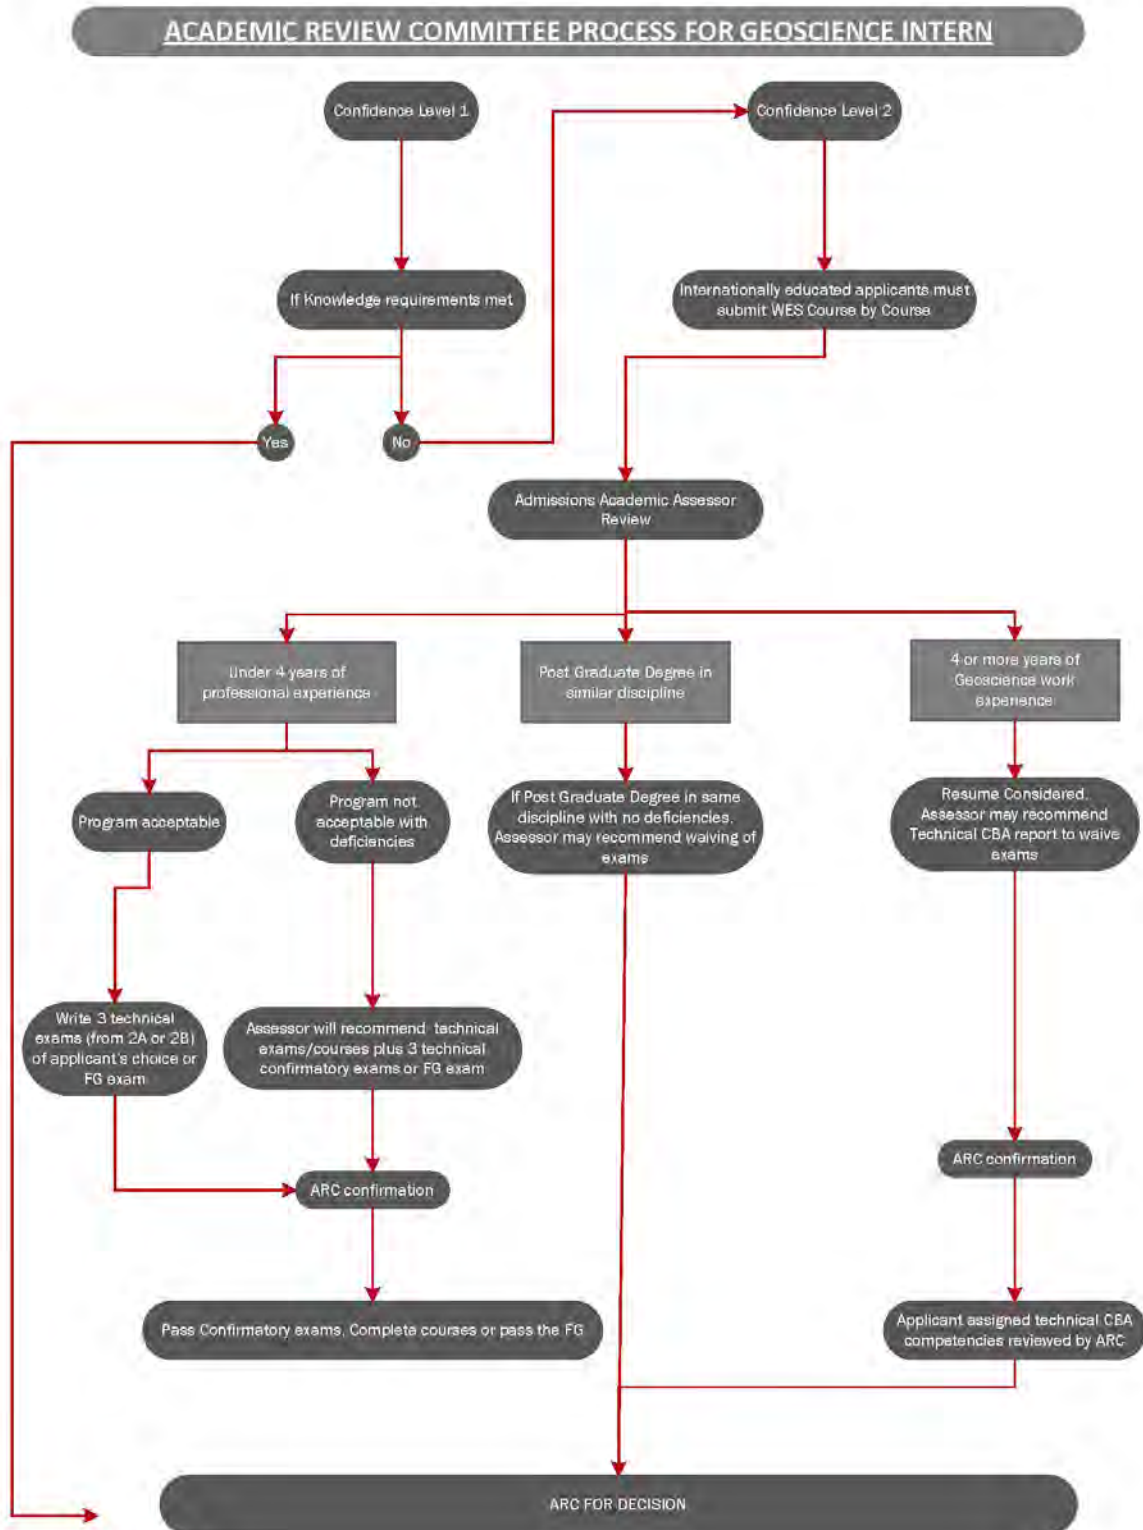 ACADEMIC REVIEW COMMITTEE PROCESS FOR GEOSCIENCE INTERN
Confidence Level 1
Confidence Level 2
If Knowledge requirements met
Internationally educated applicants must
submit WES Course by Course
Yes
No
Admissions Academic Assessor
Review
Under 4 years of
professional experience
Post Graduate Degree in
similar discipline
4 or more years of
Geoscience work
experience
Program acceptable
Program not
acceptable with
deficiencies
If Post Graduate Degree in same
discipline with no deficiencies.
Assessor may recommend waiving of
exams
Resume Considered.
Assessor may recommend
Technical CBA report to waive
exams
Write 3 technical
exams (from 2A or 2B)
of applicant's choice or
FG exam
Assessor will recommend technical
exams/courses plus 3 technical
confirmatory exams or FG exam
ARC confirmation
ARC confirmation
Pass Confirmatory exams, Complete courses or pass the FG
Applicant assigned technical CBA
competencies reviewed by ARC
ARC FOR DECISION